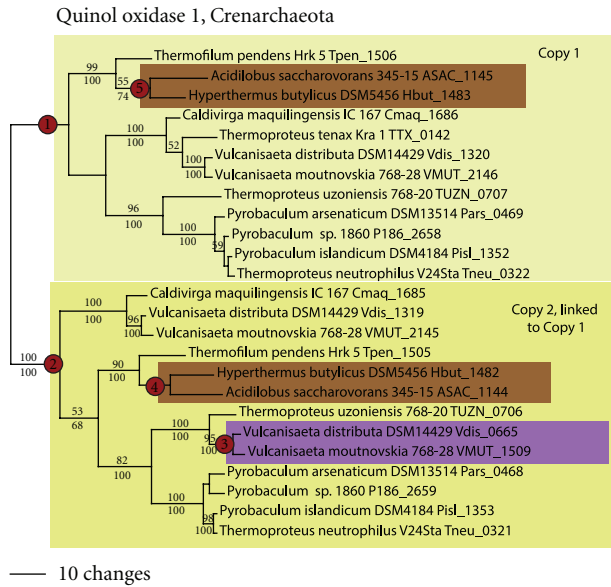 Quinol oxidase 1, Crenarchaeota
Copy 1
Thermofilum pendens Hrk 5 Tpen_1506
99
100
55
74
5
Acidilobus saccharovorans 345-15 ASAC_1145
Hyperthermus butylicus DSM5456 Hbut_1483
1
Caldivirga maquilingensis IC 167 Cmaq_1686
100
100
Thermoproteus tenax Kra 1 TTX_0142
52
100
100
Vulcanisaeta distributa DSM14429 Vdis_1320
Vulcanisaeta moutnovskia 768-28 VMUT_2146
Thermoproteus uzoniensis 768-20 TUZN_0707
96
100
Pyrobaculum arsenaticum DSM13514 Pars_0469
100
100
Pyrobaculum sp. 1860 P186_2658
59
Pyrobaculum islandicum DSM4184 Pisl_1352
Thermoproteus neutrophilus V24Sta Tneu_0322
Caldivirga maquilingensis IC 167 Cmaq_1685
Copy 2, linked
to Copy 1
100
100
Vulcanisaeta distributa DSM14429 Vdis_1319
96
100
Vulcanisaeta moutnovskia 768-28 VMUT_2145
100
100
2
Thermofilum pendens Hrk 5 Tpen_1505
90
100
Hyperthermus butylicus DSM5456 Hbut_1482
4
Acidilobus saccharovorans 345-15 ASAC_1144
53
68
Thermoproteus uzoniensis 768-20 TUZN_0706
100
100
95
100
3
Vulcanisaeta distributa DSM14429 Vdis_0665
Vulcanisaeta moutnovskia 768-28 VMUT_1509
82
100
Pyrobaculum arsenaticum DSM13514 Pars_0468
100
100
Pyrobaculum sp. 1860 P186_2659
Pyrobaculum islandicum DSM4184 Pisl_1353
98
100
Thermoproteus neutrophilus V24Sta Tneu_0321
10 changes